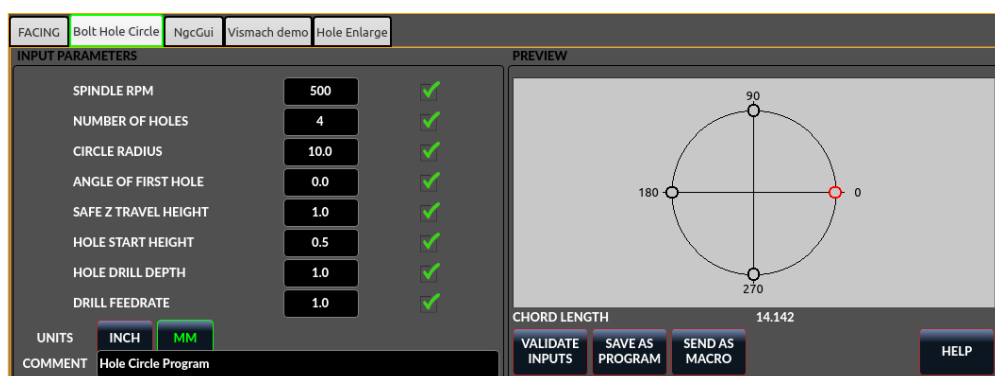 FACING Bolt Hole Circle NgcGui Vismach demo Hole Enlarge
INPUT PARAMETERS
SPINDLE RPM 500
NUMBER OF HOLES 4
CIRCLE RADIUS 10.0
ANGLE OF FIRST HOLE 0.0
SAFE Z TRAVEL HEIGHT 1.0
HOLE START HEIGHT 0.5
HOLE DRILL DEPTH 1.0
DRILL FEEDRATE 1.0
UNITS INCH MM
COMMENT Hole Circle Program
PREVIEW
90
180 0
270
CHORD LENGTH 14.142
VALIDATE INPUTS
SAVE AS PROGRAM
SEND AS MACRO
HELP